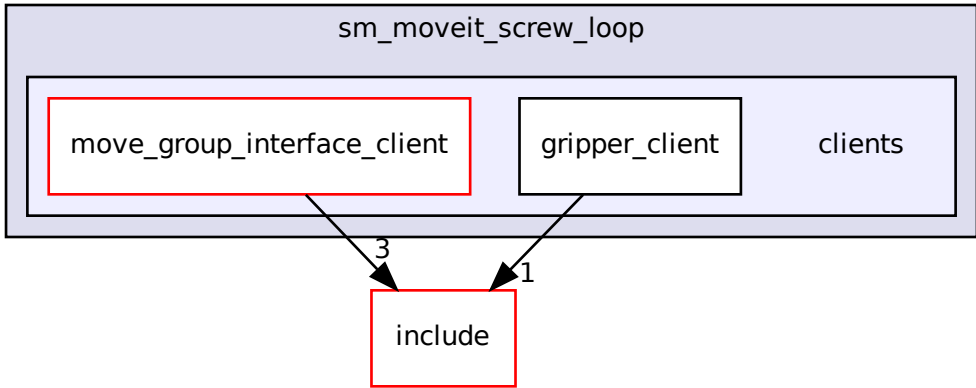 sm_moveit_screw_loop
move_group_interface_client
gripper_client
clients
3
1
include